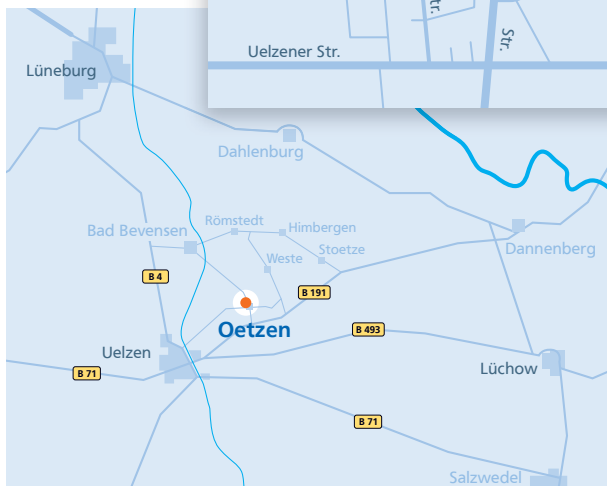 tr.
Str.
Uelzener Str.
Lüneburg
Dahlenburg
Römstedt
Himbergen
Bad Bevensen
Stoetze
Dannenberg
Weste
B 4
B 191
Oetzen
B 493
Uelzen
Lüchow
B 71
B 71
Salzwedel